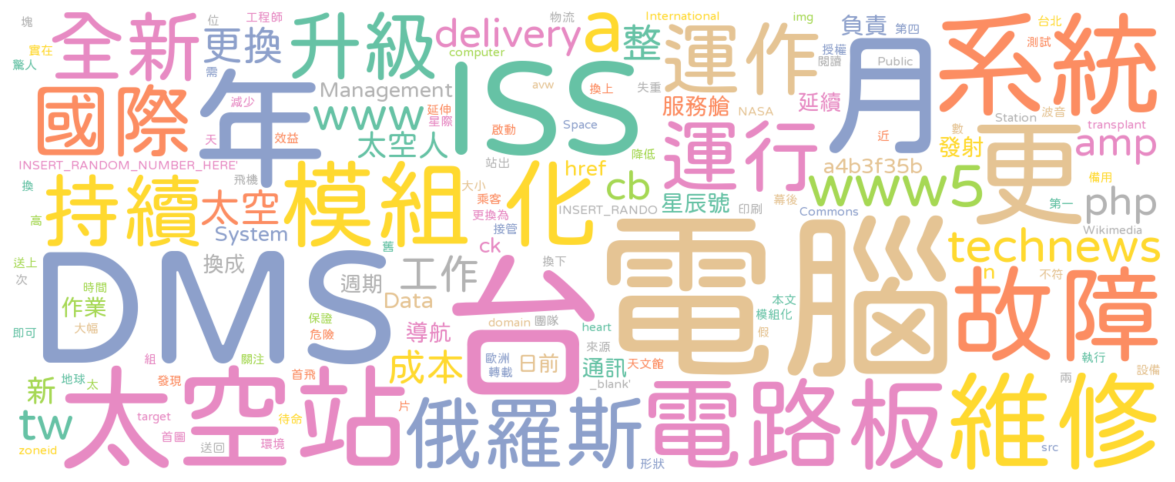 塊
全新
驚人
實在
位
工程師
更換
需
升級
delivery
computer
物流
a
整
International
運作
img
授權
閱讀
負責
第四
Public
月
系統
台北
測試
國際
年
減少
天
效益
Management
www
延伸
星際
太空人
ISS
avw
啟動
換上
Space
失重
服務艙
NASA
延續
近
數
Station
波音
發射
transplant
amp
INSERT_RANDOM_NUMBER_HERE'
飛機
站出
降低
運行
a4b3f35b
更
換
高
持續
太空
System
模組化
大小
乘客
更換為
接管
href
cb
INSERT_RANDO
星辰號
印刷
幕後
www5
Commons
第一
備用
php
Wikimedia
送上
次
時間
作業
大幅
即可
DMS
換成
週期
舊
ck
工作
Data
保證
危險
導航
domain
團隊
台
heart
電腦
technews
n
本文
模組化
假
不符
故障
執行
設備
組
關注
首飛
成本
歐洲
轉載
日前
來源
通訊
天文館
_blank'
兩
新
地球
太
tw
zoneid
太空站
發現
target
首圖
送回
待命
環境
片
俄羅斯
形狀
電路板
維修
src